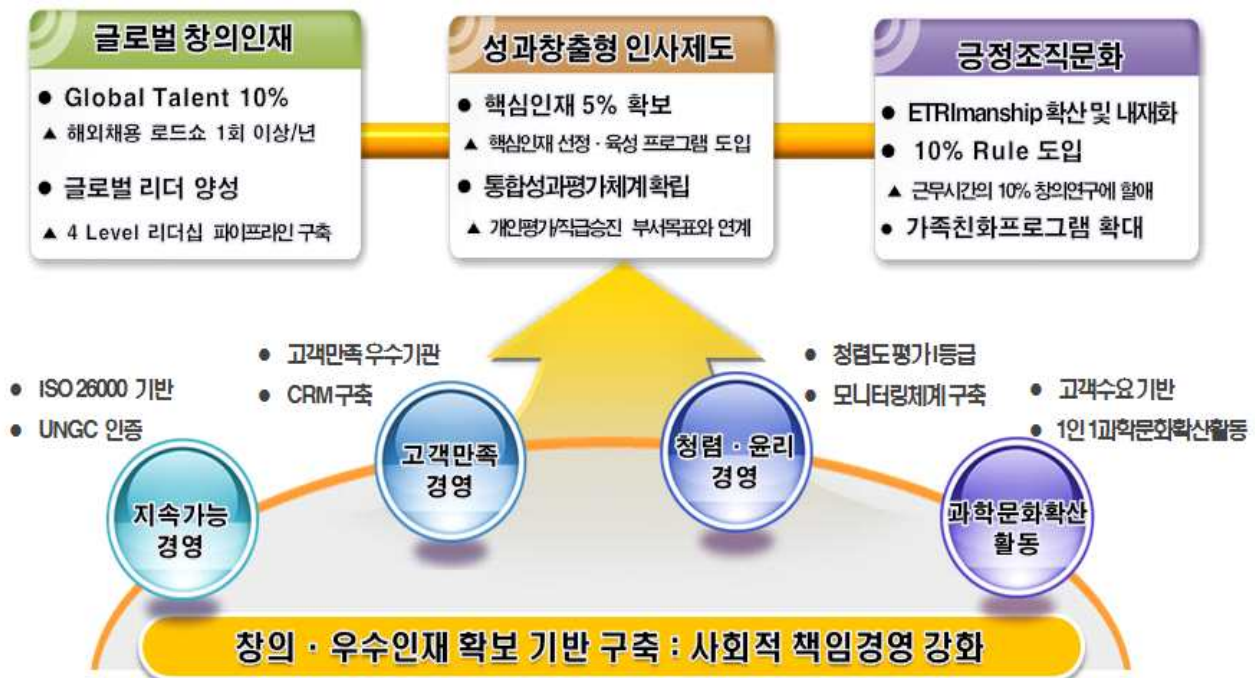 글로벌 창의인재
● Global Talent 10%
▲ 해외채용 로드쇼 1회 이상/년
● 글로벌 리더 양성
▲ 4 Level 리더십 파이프라인 구축
성과창출형 인사제도
● 핵심인재 5% 확보
▲ 핵심인재 선정·육성 프로그램 도입
● 통합성과평가체계확립
▲ 개인평가/직급승진 부서목표와 연계
긍정조직문화
● ETRImanship 확산 및 내재화
● 10% Rule 도입
▲ 근무시간의 10% 창의연구에 할애
● 가족친화프로그램 확대
● ISO 26000 기반
● UNGC 인증
지속가능
경영
● 고객만족 우수기관
● CRM 구축
고객만족
경영
● 청렴도 평가 I등급
● 모니터링체계 구축
청렴·윤리
경영
● 고객수요 기반
● 1인 1과학문화확산활동
과학문화확산
활동
창의·우수인재 확보 기반 구축 : 사회적 책임경영 강화